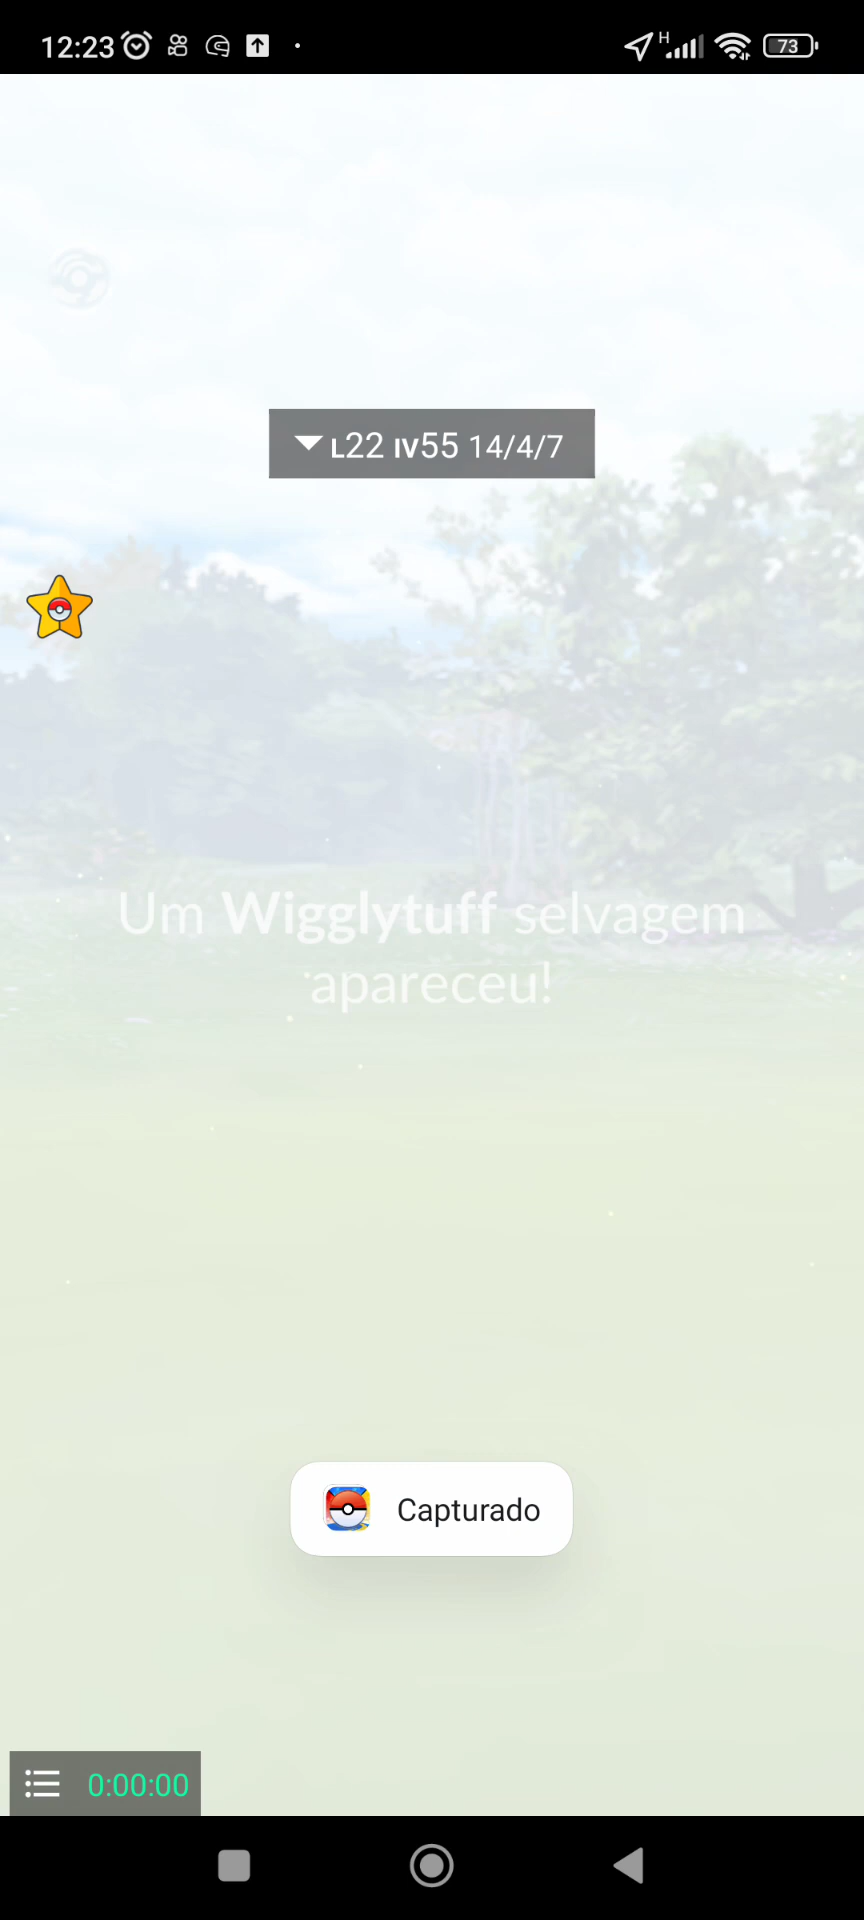 12:23
H
73
L22 IV55 14/4/7
Um Wigglytuff selvagem
apareceu!
Capturado
0:00:00